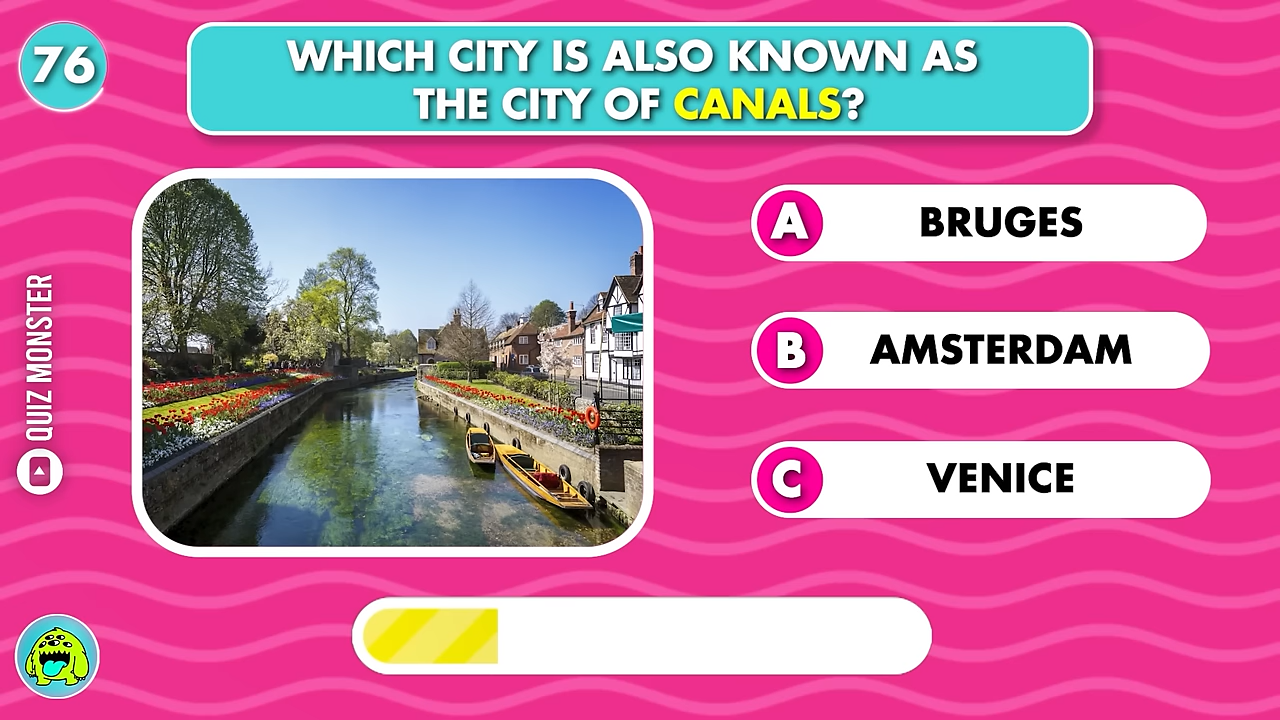 76
WHICH CITY IS ALSO KNOWN AS
THE CITY OF CANALS?
A BRUGES
B AMSTERDAM
C VENICE
QUIZ MONSTER